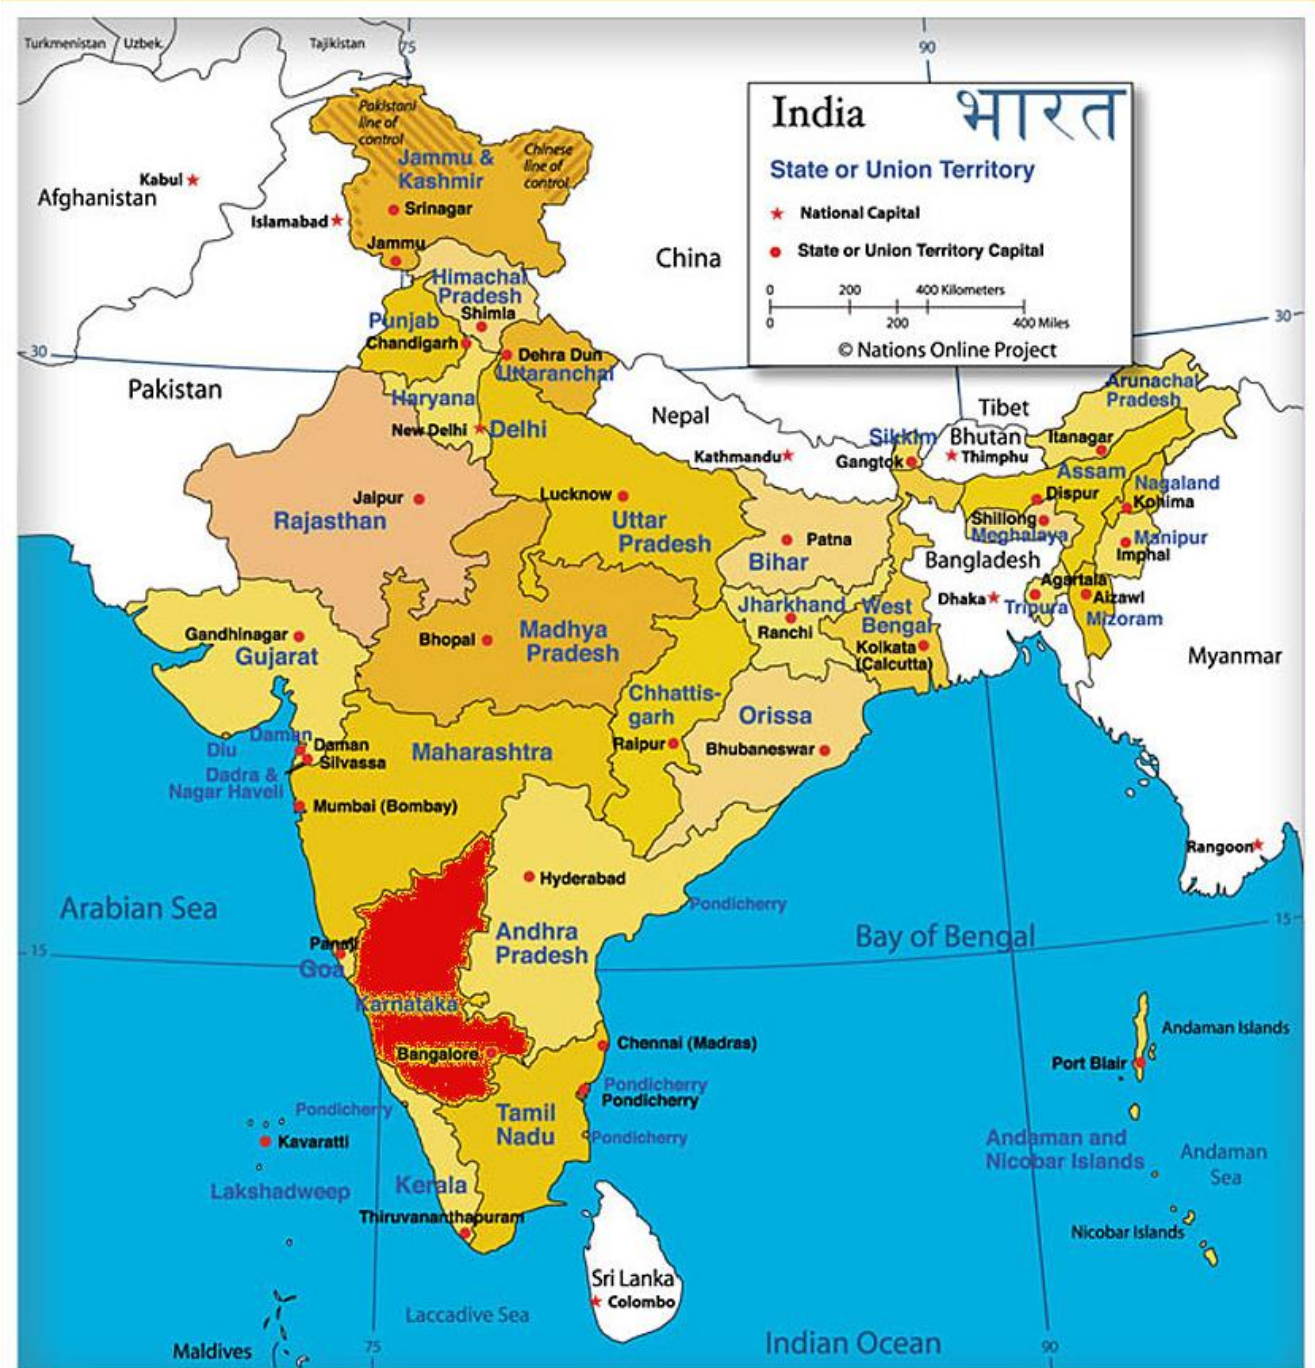 Turkmenistan
Uzbek.
Tajikistan
75
90
India
भारत
State or Union Territory
National Capital
State or Union Territory Capital
0 200 400 Kilometers
0 200 400 Miles
© Nations Online Project
Pakistani
line of
control
Chinese
line of
control
Jammu &
Kashmir
Srinagar
Kabul
Afghanistan
Islamabad
Jammu
China
Himachal
Pradesh
Shimla
Punjab
Chandigarh
30
30
Dehra Dun
Uttaranchal
Pakistan
Haryana
New Delhi
Delhi
Nepal
Kathmandu
Tibet
Sikkim
Gangtok
Bhutan
Thimphu
Arunachal
Pradesh
Itanagar
Assam
Dispur
Nagaland
Kohima
Shillong
Meghalaya
Manipur
Imphal
Jaipur
Rajasthan
Lucknow
Uttar
Pradesh
Patna
Bihar
Bangladesh
Dhaka
Agartala
Tripura
Aizawl
Mizoram
Jharkhand
Ranchi
West
Bengal
Kolkata
(Calcutta)
Myanmar
Gandhinagar
Gujarat
Bhopal
Madhya
Pradesh
Chhattis-
garh
Raipur
Orissa
Bhubaneswar
Daman
Diu
Daman
Silvassa
Dadra &
Nagar Haveli
Maharashtra
Mumbai (Bombay)
Hyderabad
Rangoon
Arabian Sea
Pondicherry
Andhra
Pradesh
Bay of Bengal
15
15
Panaji
Goa
Karnataka
Bangalore
Chennai (Madras)
Andaman Islands
Port Blair
Pondicherry
Pondicherry
Pondicherry
Tamil
Nadu
Pondicherry
Kavaratti
Lakshadweep
Kerala
Thiruvananthapuram
Andaman and
Nicobar Islands
Andaman
Sea
Nicobar Islands
Sri Lanka
Colombo
Laccadive Sea
Indian Ocean
Maldives
75
90